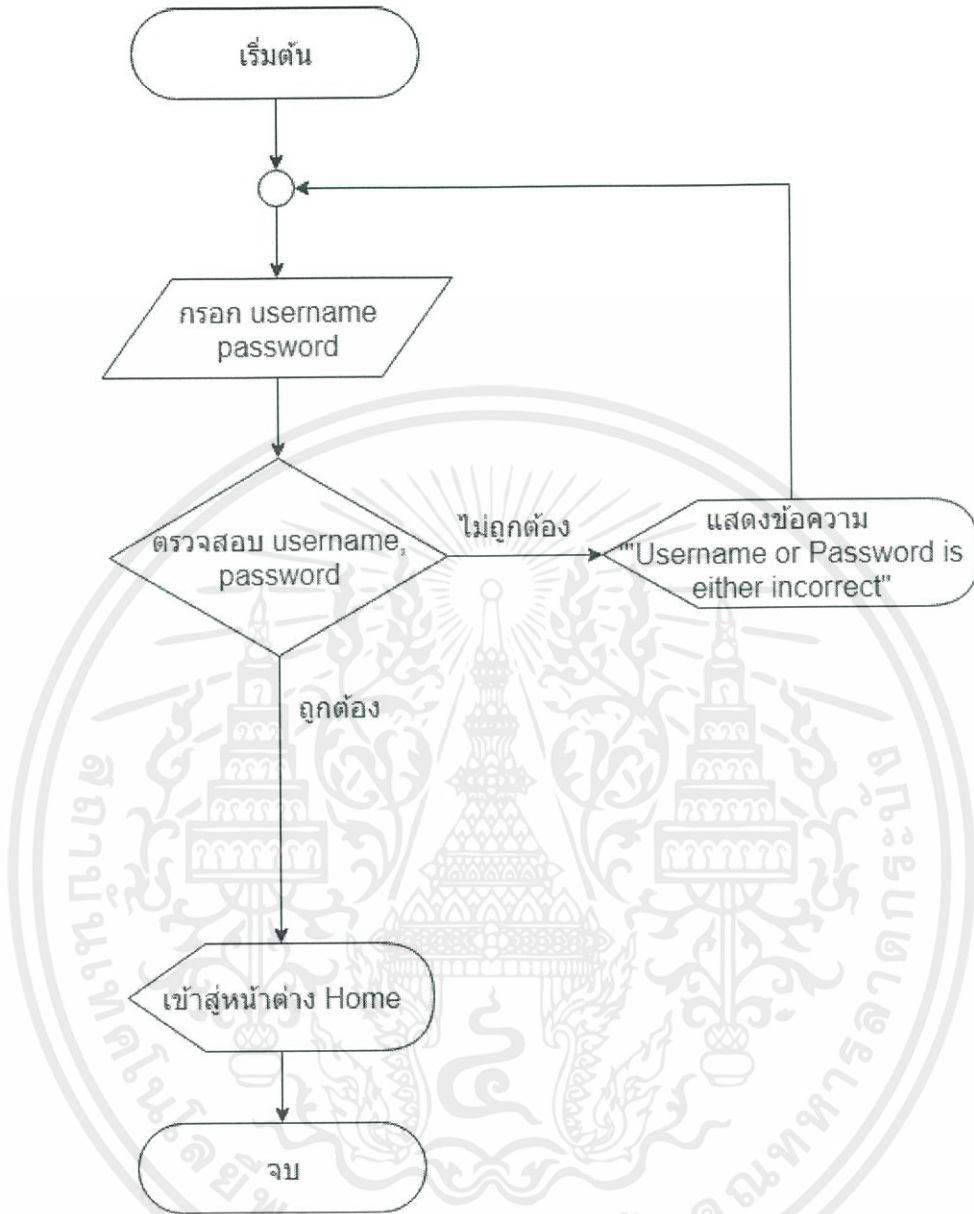 เริ่มต้น
กรอก username
password
ตรวจสอบ username,
password
ไม่ถูกต้อง
แสดงข้อความ
""Username or Password is
either incorrect"
ถูกต้อง
เข้าสู่หน้าต่าง Home
จบ